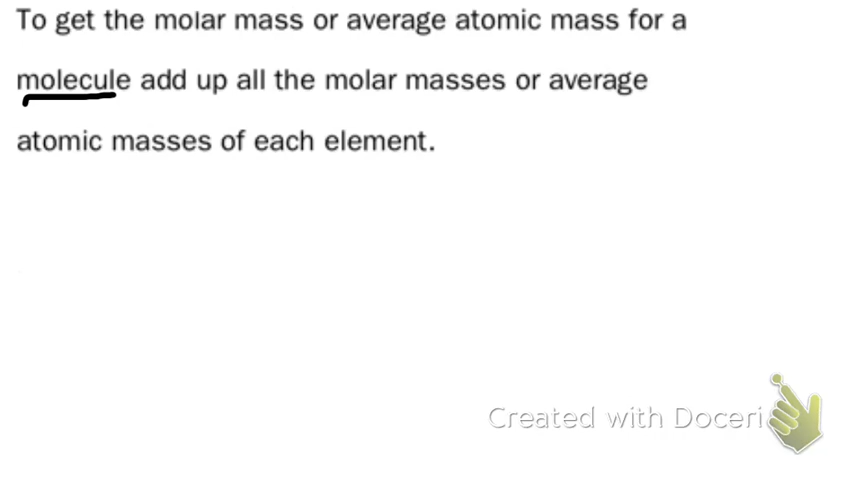 To get the molar mass or average atomic mass for a
molecule add up all the molar masses or average
atomic masses of each element.
Created with Doceri